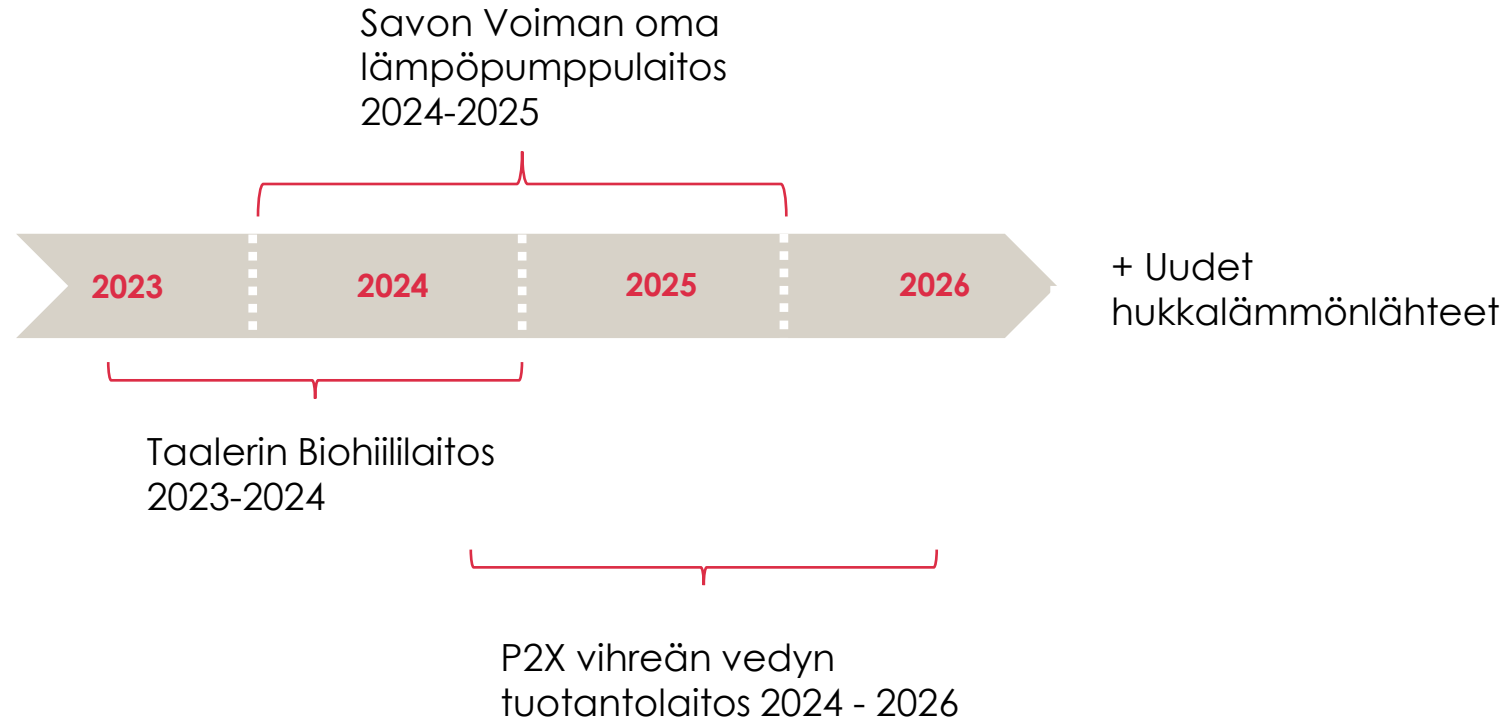 Savon Voiman oma
lämpöpumppulaitos
2024-2025
2023
2024
2025
2026
+ Uudet
hukkalämmönlähteet
Taalerin Biohiililaitos
2023-2024
P2X vihreän vedyn
tuotantolaitos 2024 - 2026